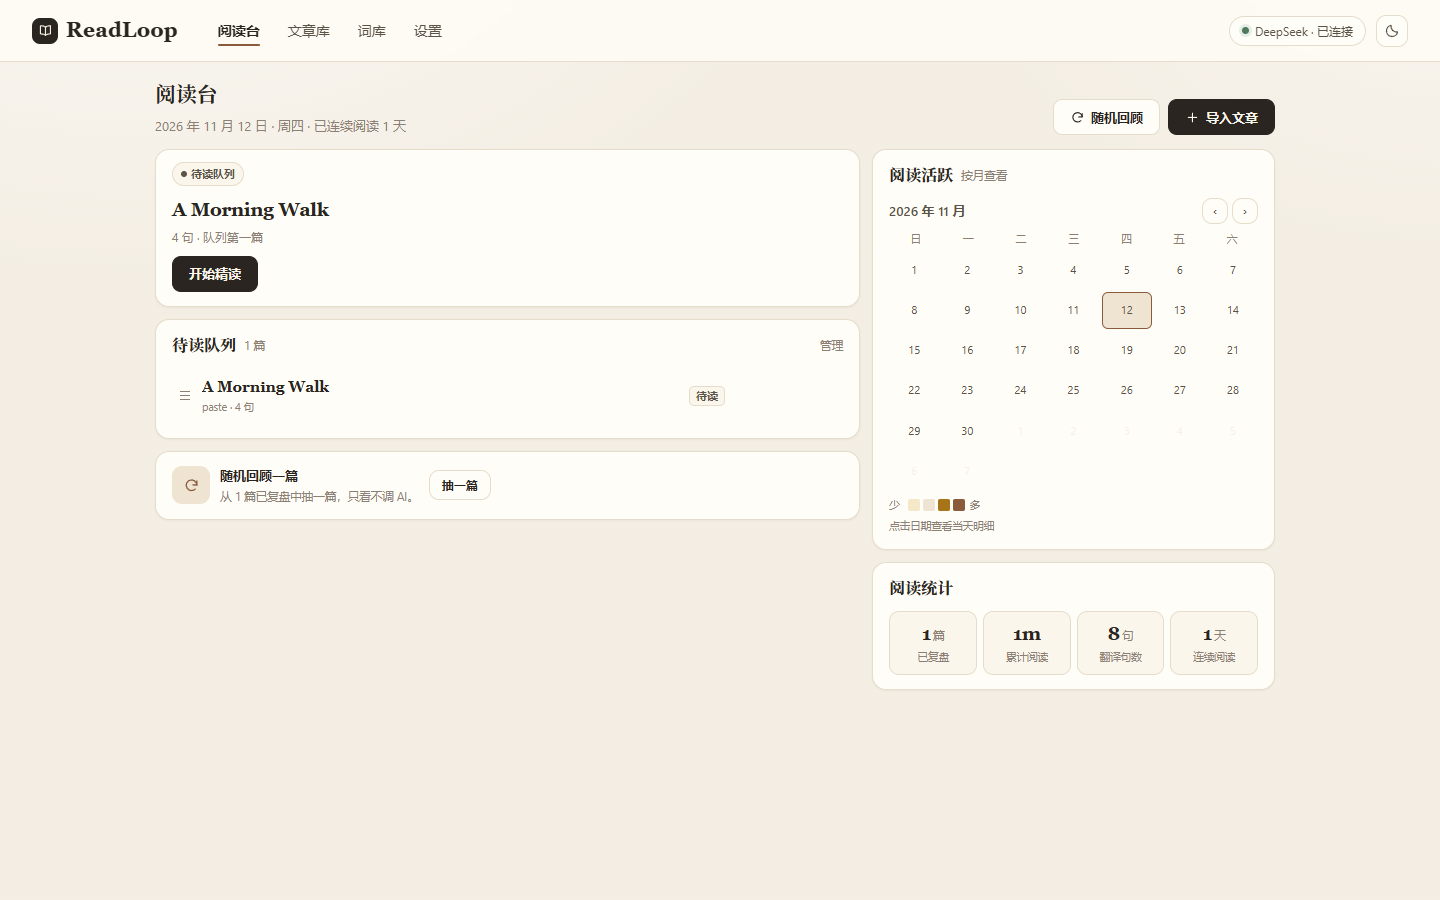 ReadLoop
阅读台 文章库 词库 设置
DeepSeek · 已连接
阅读台
2026 年 11 月 12 日 · 周四 · 已连续阅读 1 天
随机回顾
导入文章
待读队列
A Morning Walk
4 句 · 队列第一篇
开始精读
待读队列 1 篇
管理
A Morning Walk
paste · 4 句
待读
随机回顾一篇
从 1 篇已复盘中抽一篇，只看不调 AI。
抽一篇
阅读活跃 按月查看
2026 年 11 月
‹ ›
日 一 二 三 四 五 六
1 2 3 4 5 6 7
8 9 10 11 12 13 14
15 16 17 18 19 20 21
22 23 24 25 26 27 28
29 30 1 2 3 4 5
6 7
少 多
点击日期查看当天明细
阅读统计
1 篇
已复盘
1m
累计阅读
8 句
翻译句数
1 天
连续阅读